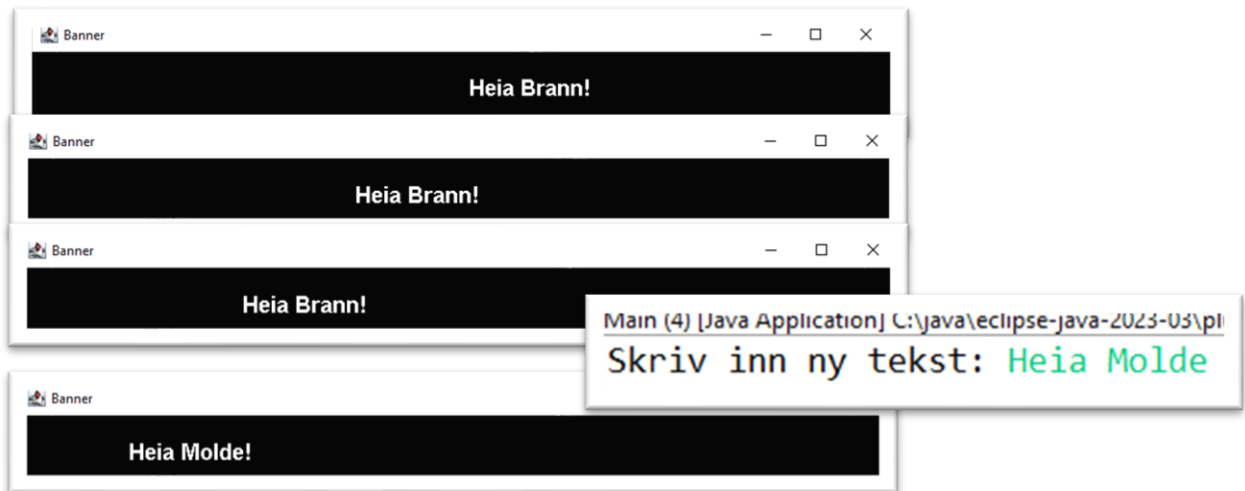 Banner
Heia Brann!
Banner
Heia Brann!
Banner
Heia Brann!
Main (4) [Java Application] C:\java\eclipse-java-2023-03\pl
Skriv inn ny tekst: Heia Molde
Banner
Heia Molde!